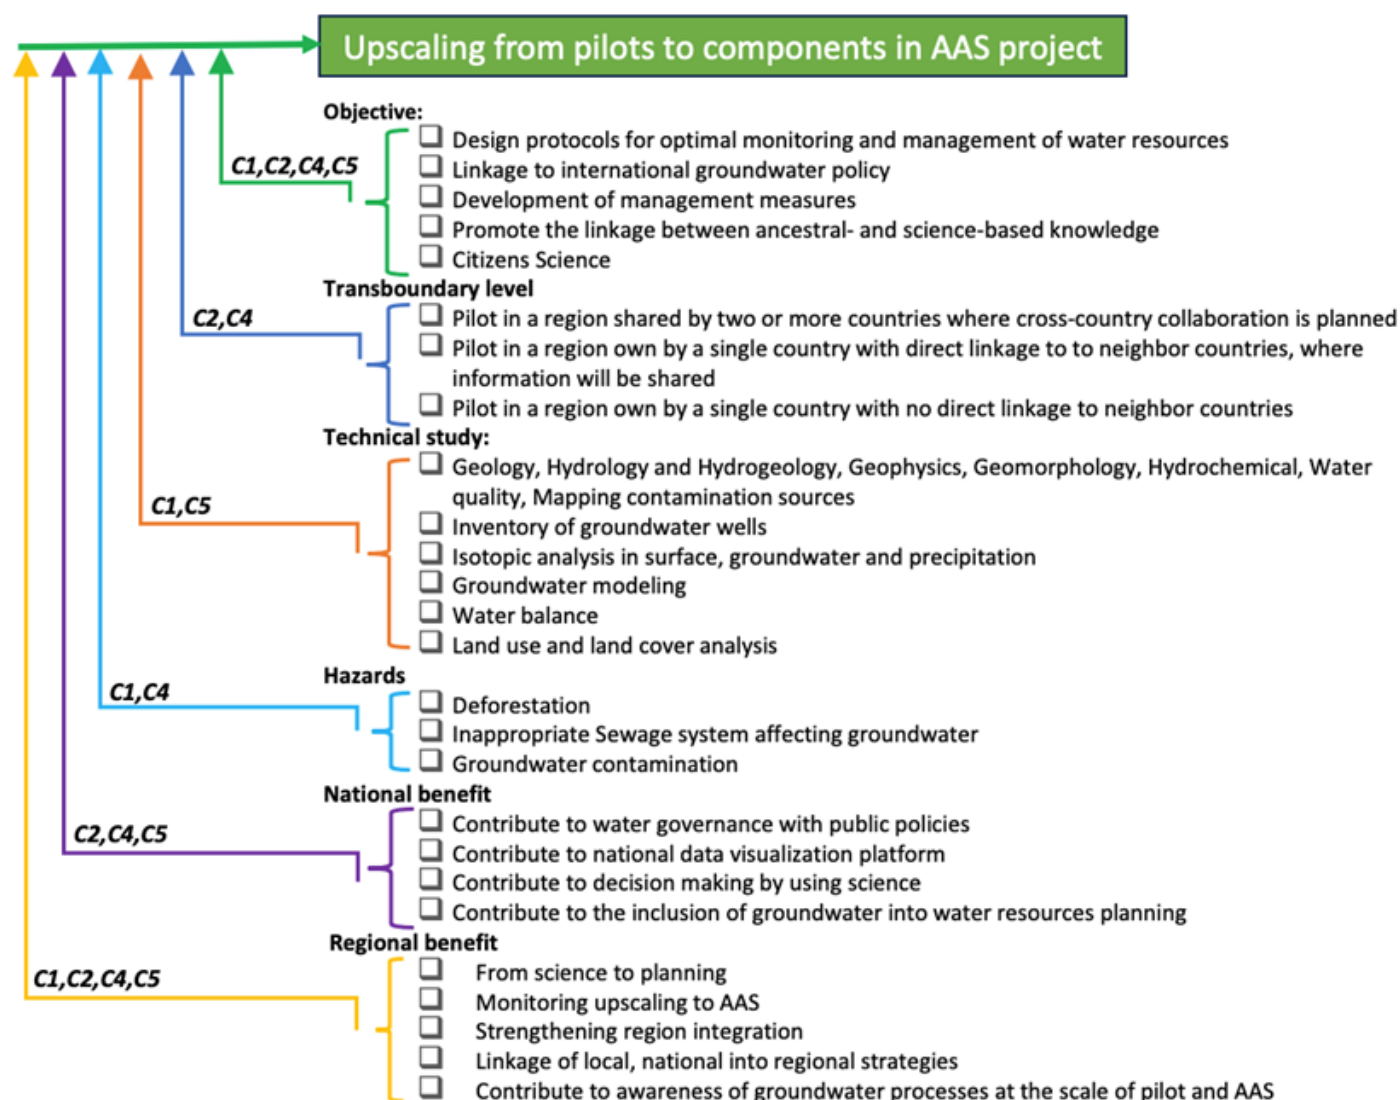 Upscaling from pilots to components in AAS project
Objective:
C1,C2,C4,C5
Design protocols for optimal monitoring and management of water resources
Linkage to international groundwater policy
Development of management measures
Promote the linkage between ancestral- and science-based knowledge
Citizens Science
Transboundary level
C2,C4
Pilot in a region shared by two or more countries where cross-country collaboration is planned
Pilot in a region own by a single country with direct linkage to to neighbor countries, where
information will be shared
Pilot in a region own by a single country with no direct linkage to neighbor countries
Technical study:
C1,C5
Geology, Hydrology and Hydrogeology, Geophysics, Geomorphology, Hydrochemical, Water
quality, Mapping contamination sources
Inventory of groundwater wells
Isotopic analysis in surface, groundwater and precipitation
Groundwater modeling
Water balance
Land use and land cover analysis
Hazards
C1,C4
Deforestation
Inappropriate Sewage system affecting groundwater
Groundwater contamination
National benefit
C2,C4,C5
Contribute to water governance with public policies
Contribute to national data visualization platform
Contribute to decision making by using science
Contribute to the inclusion of groundwater into water resources planning
Regional benefit
C1,C2,C4,C5
From science to planning
Monitoring upscaling to AAS
Strengthening region integration
Linkage of local, national into regional strategies
Contribute to awareness of groundwater processes at the scale of pilot and AAS